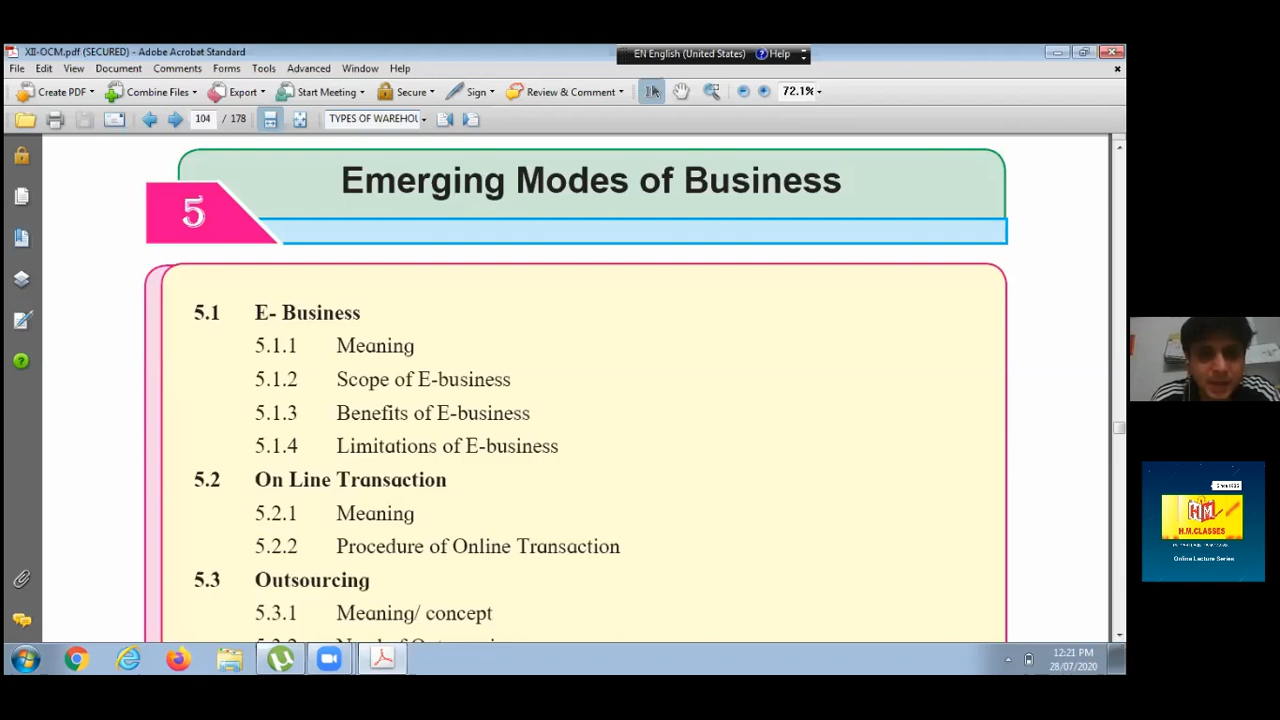 XII-OCM.pdf (SECURED) - Adobe Acrobat Standard
EN English (United States) ? Help
File Edit View Document Comments Forms Tools Advanced Window Help
Create PDF Combine Files Export Start Meeting Secure Sign Review & Comment 72.1%
104 / 178 TYPES OF WAREHOU
Emerging Modes of Business
5
5.1 E- Business
5.1.1 Meaning
5.1.2 Scope of E-business
5.1.3 Benefits of E-business
5.1.4 Limitations of E-business
5.2 On Line Transaction
5.2.1 Meaning
5.2.2 Procedure of Online Transaction
5.3 Outsourcing
5.3.1 Meaning/ concept
HM
H.M.CLASSES
Online Lecture Series
12:21 PM
28/07/2020